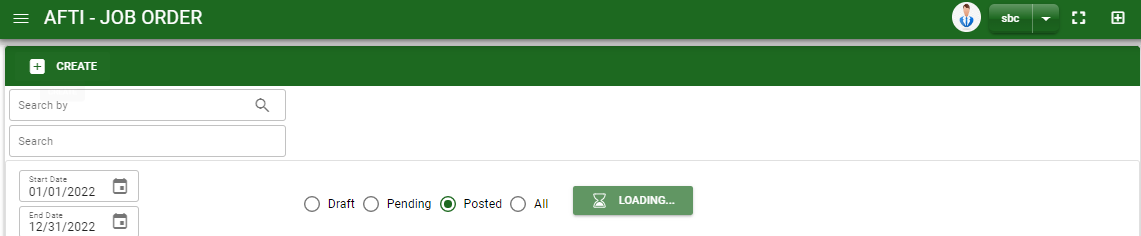 AFTI - JOB ORDER
sbc
CREATE
Search by
Search
Start Date
01/01/2022
Draft Pending Posted All LOADING...
End Date
12/31/2022